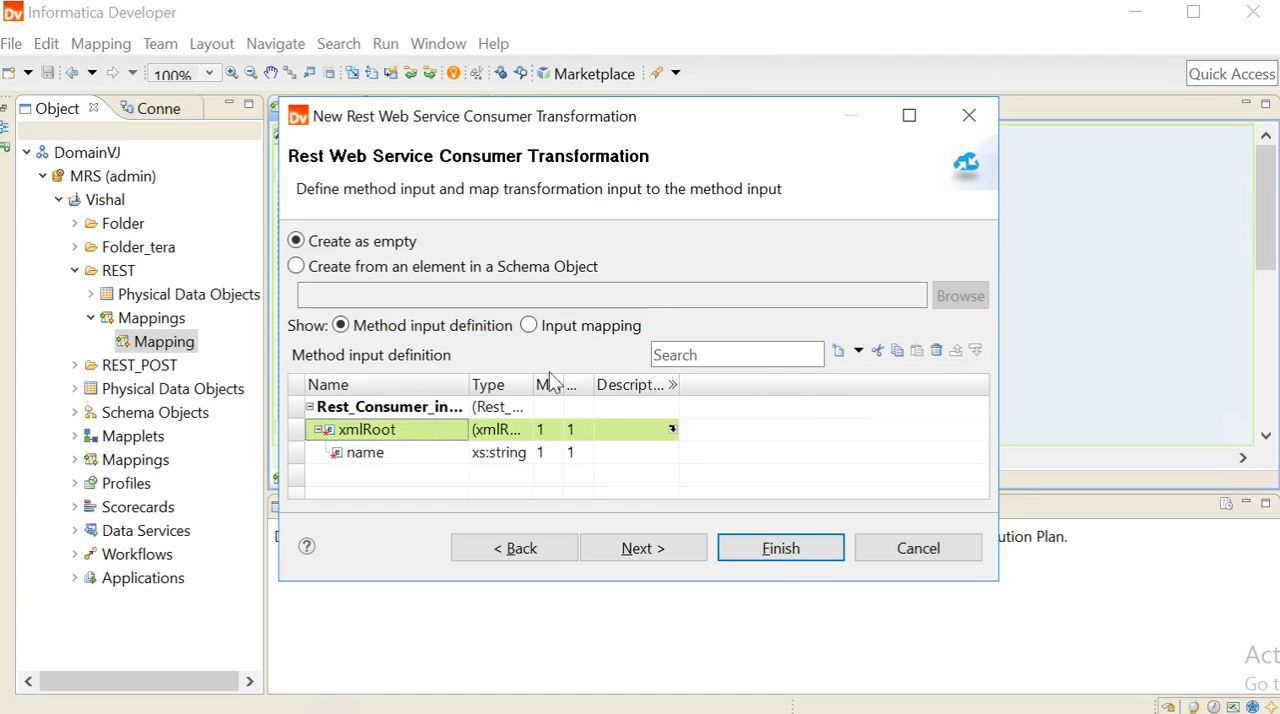 Informatica Developer
File Edit Mapping Team Layout Navigate Search Run Window Help
100% Marketplace Quick Access
Object Conne
DomainVJ
MRS (admin)
Vishal
Folder
Folder_tera
REST
Physical Data Objects
Mappings
Mapping
REST_POST
Physical Data Objects
Schema Objects
Mapplets
Mappings
Profiles
Scorecards
Data Services
Workflows
Applications
Dv New Rest Web Service Consumer Transformation
Rest Web Service Consumer Transformation
Define method input and map transformation input to the method input
Create as empty
Create from an element in a Schema Object
Browse
Show: Method input definition Input mapping
Method input definition Search
Name Type M... ... Descript... »
Rest_Consumer_in... (Rest_...
xmlRoot (xmlR... 1 1
name xs:string 1 1
? < Back Next > Finish Cancel
ution Plan.
Act
Go t